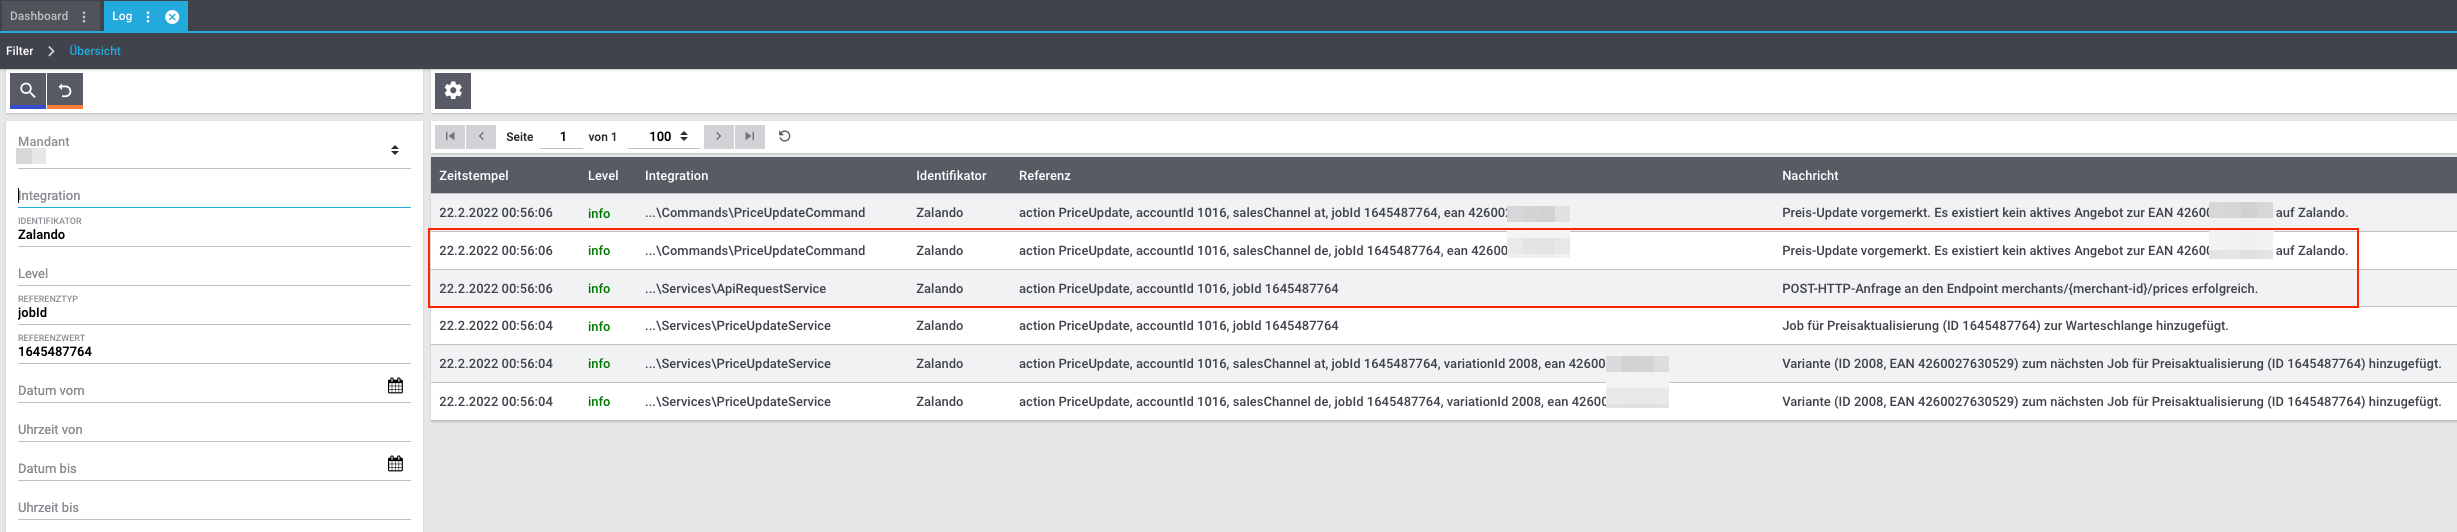 Dashboard
Log
Filter
Übersicht
Mandant
Integration
IDENTIFIKATOR
Zalando
Level
REFERENZTYP
jobId
REFERENZWERT
1645487764
Datum vom
Uhrzeit von
Datum bis
Uhrzeit bis
Seite 1 von 1 100
Zeitstempel Level Integration Identifikator Referenz Nachricht
22.2.2022 00:56:06 info ...\Commands\PriceUpdateCommand Zalando action PriceUpdate, accountId 1016, salesChannel at, jobId 1645487764, ean 42600 Preis-Update vorgemerkt. Es existiert kein aktives Angebot zur EAN 42600 auf Zalando.
22.2.2022 00:56:06 info ...\Commands\PriceUpdateCommand Zalando action PriceUpdate, accountId 1016, salesChannel de, jobId 1645487764, ean 42600 Preis-Update vorgemerkt. Es existiert kein aktives Angebot zur EAN 42600 auf Zalando.
22.2.2022 00:56:06 info ...\Services\ApiRequestService Zalando action PriceUpdate, accountId 1016, jobId 1645487764 POST-HTTP-Anfrage an den Endpoint merchants/{merchant-id}/prices erfolgreich.
22.2.2022 00:56:04 info ...\Services\PriceUpdateService Zalando action PriceUpdate, accountId 1016, jobId 1645487764 Job für Preisaktualisierung (ID 1645487764) zur Warteschlange hinzugefügt.
22.2.2022 00:56:04 info ...\Services\PriceUpdateService Zalando action PriceUpdate, accountId 1016, salesChannel at, jobId 1645487764, variationId 2008, ean 42600 Variante (ID 2008, EAN 4260027630529) zum nächsten Job für Preisaktualisierung (ID 1645487764) hinzugefügt.
22.2.2022 00:56:04 info ...\Services\PriceUpdateService Zalando action PriceUpdate, accountId 1016, salesChannel de, jobId 1645487764, variationId 2008, ean 42600 Variante (ID 2008, EAN 4260027630529) zum nächsten Job für Preisaktualisierung (ID 1645487764) hinzugefügt.